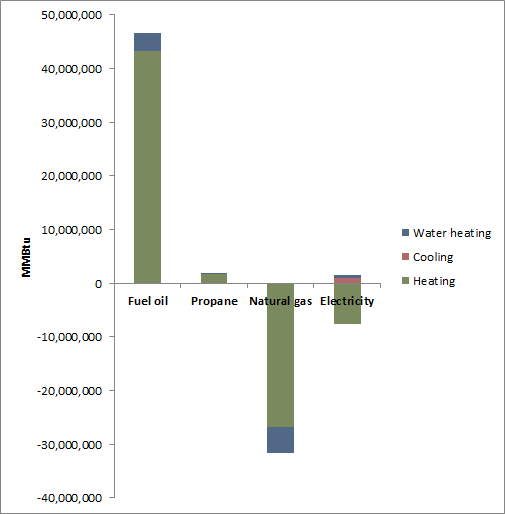 50,000,000
40,000,000
30,000,000
20,000,000
10,000,000
0
-10,000,000
-20,000,000
-30,000,000
-40,000,000
MMBtu
Fuel oil
Propane
Natural gas
Electricity
Water heating
Cooling
Heating